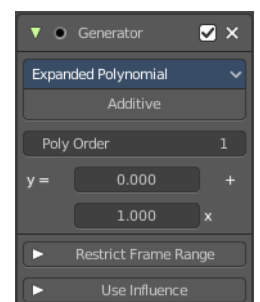 Generator
Expanded Polynomial
Additive
Poly Order 1
y = 0.000 +
1.000 x
Restrict Frame Range
Use Influence